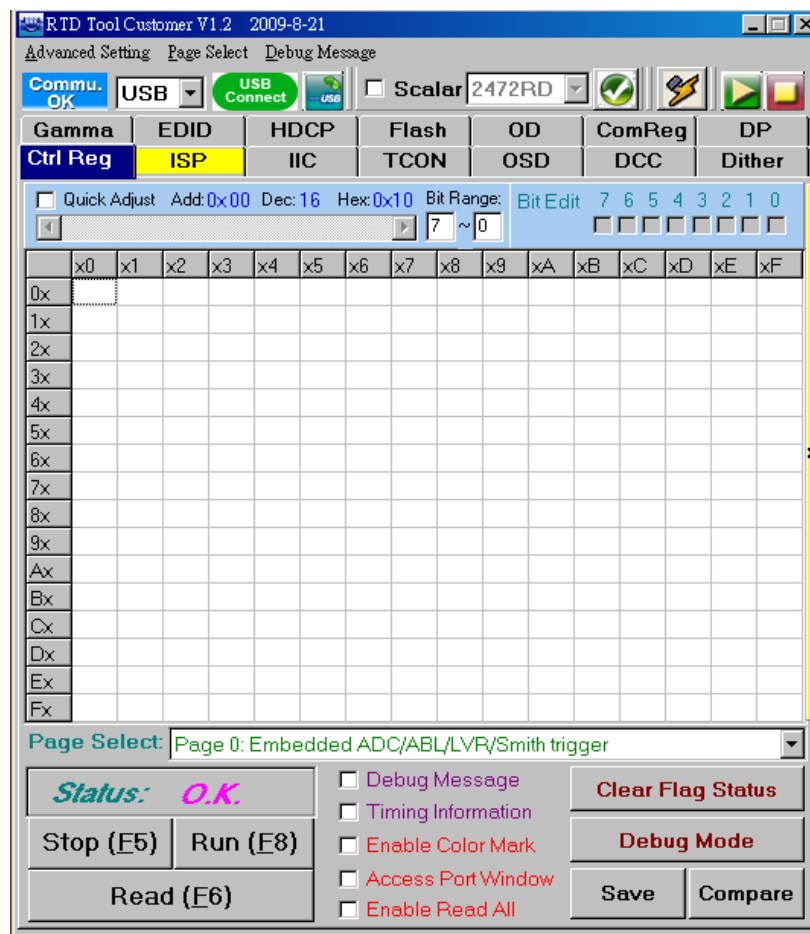 RTD Tool Customer V1.2 2009-8-21
Advanced Setting Page Select Debug Message
Commu. OK USB USB Connect USB Scalar 2472RD
Gamma EDID HDCP Flash OD ComReg DP
Ctrl Reg ISP IIC TCON OSD DCC Dither
Quick Adjust Add:0x00 Dec:16 Hex:0x10 Bit Range: Bit Edit 7 6 5 4 3 2 1 0
7 ~ 0
x0 x1 x2 x3 x4 x5 x6 x7 x8 x9 xA xB xC xD xE xF
0x
1x
2x
3x
4x
5x
6x
7x
8x
9x
Ax
Bx
Cx
Dx
Ex
Fx
Page Select: Page 0: Embedded ADC/ABL/LVR/Smith trigger
Status: O.K.
Stop (F5) Run (F8)
Read (F6)
Debug Message
Timing Information
Enable Color Mark
Access Port Window
Enable Read All
Clear Flag Status
Debug Mode
Save Compare